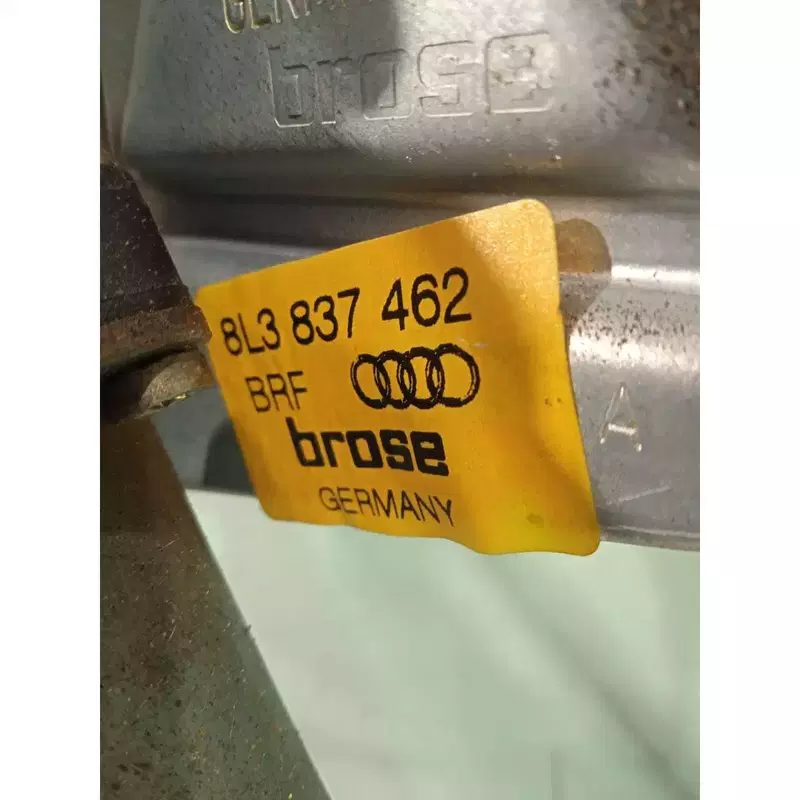 brose
8L3 837 462
BRF
brose
GERMANY
A